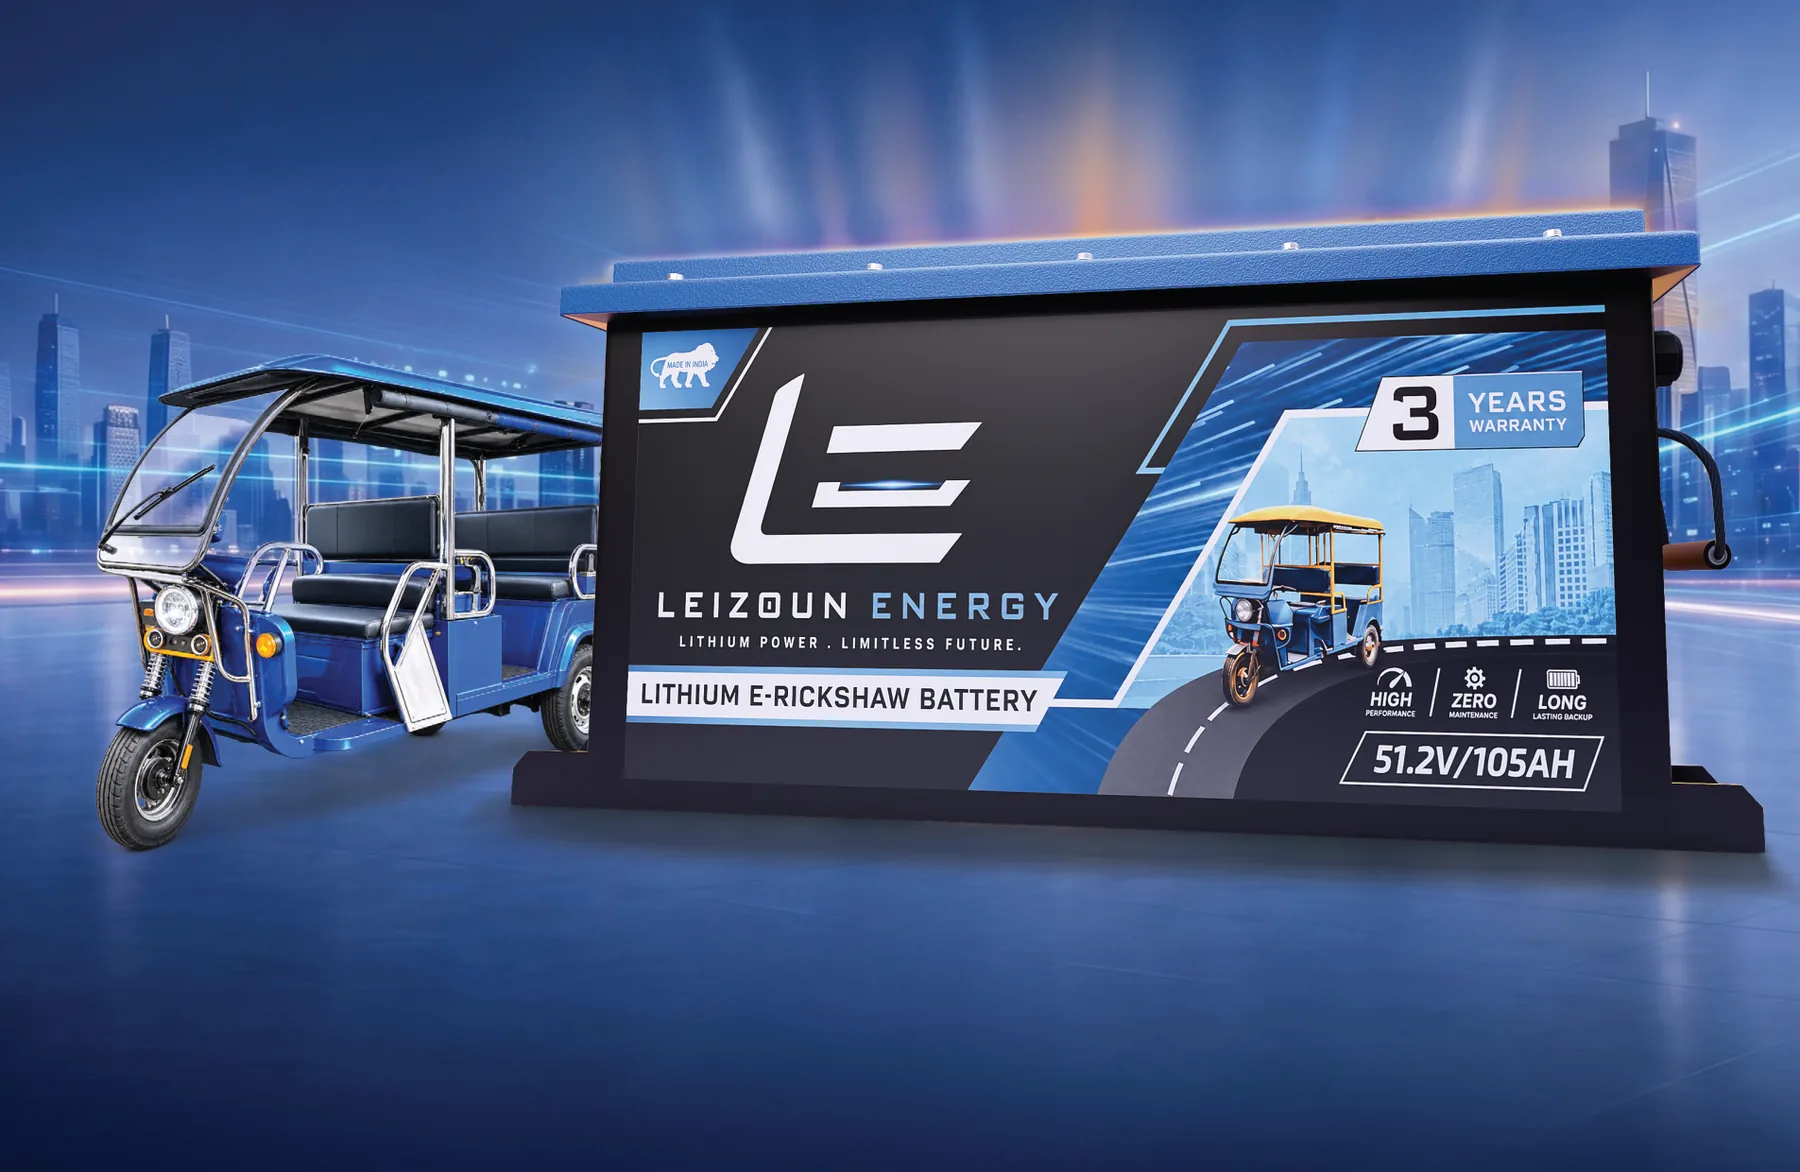 MADE IN INDIA
LE
LEIZOUN ENERGY
LITHIUM POWER . LIMITLESS FUTURE.
LITHIUM E-RICKSHAW BATTERY
3 YEARS
WARRANTY
HIGH
PERFORMANCE
ZERO
MAINTENANCE
LONG
LASTING BACKUP
51.2V/105AH